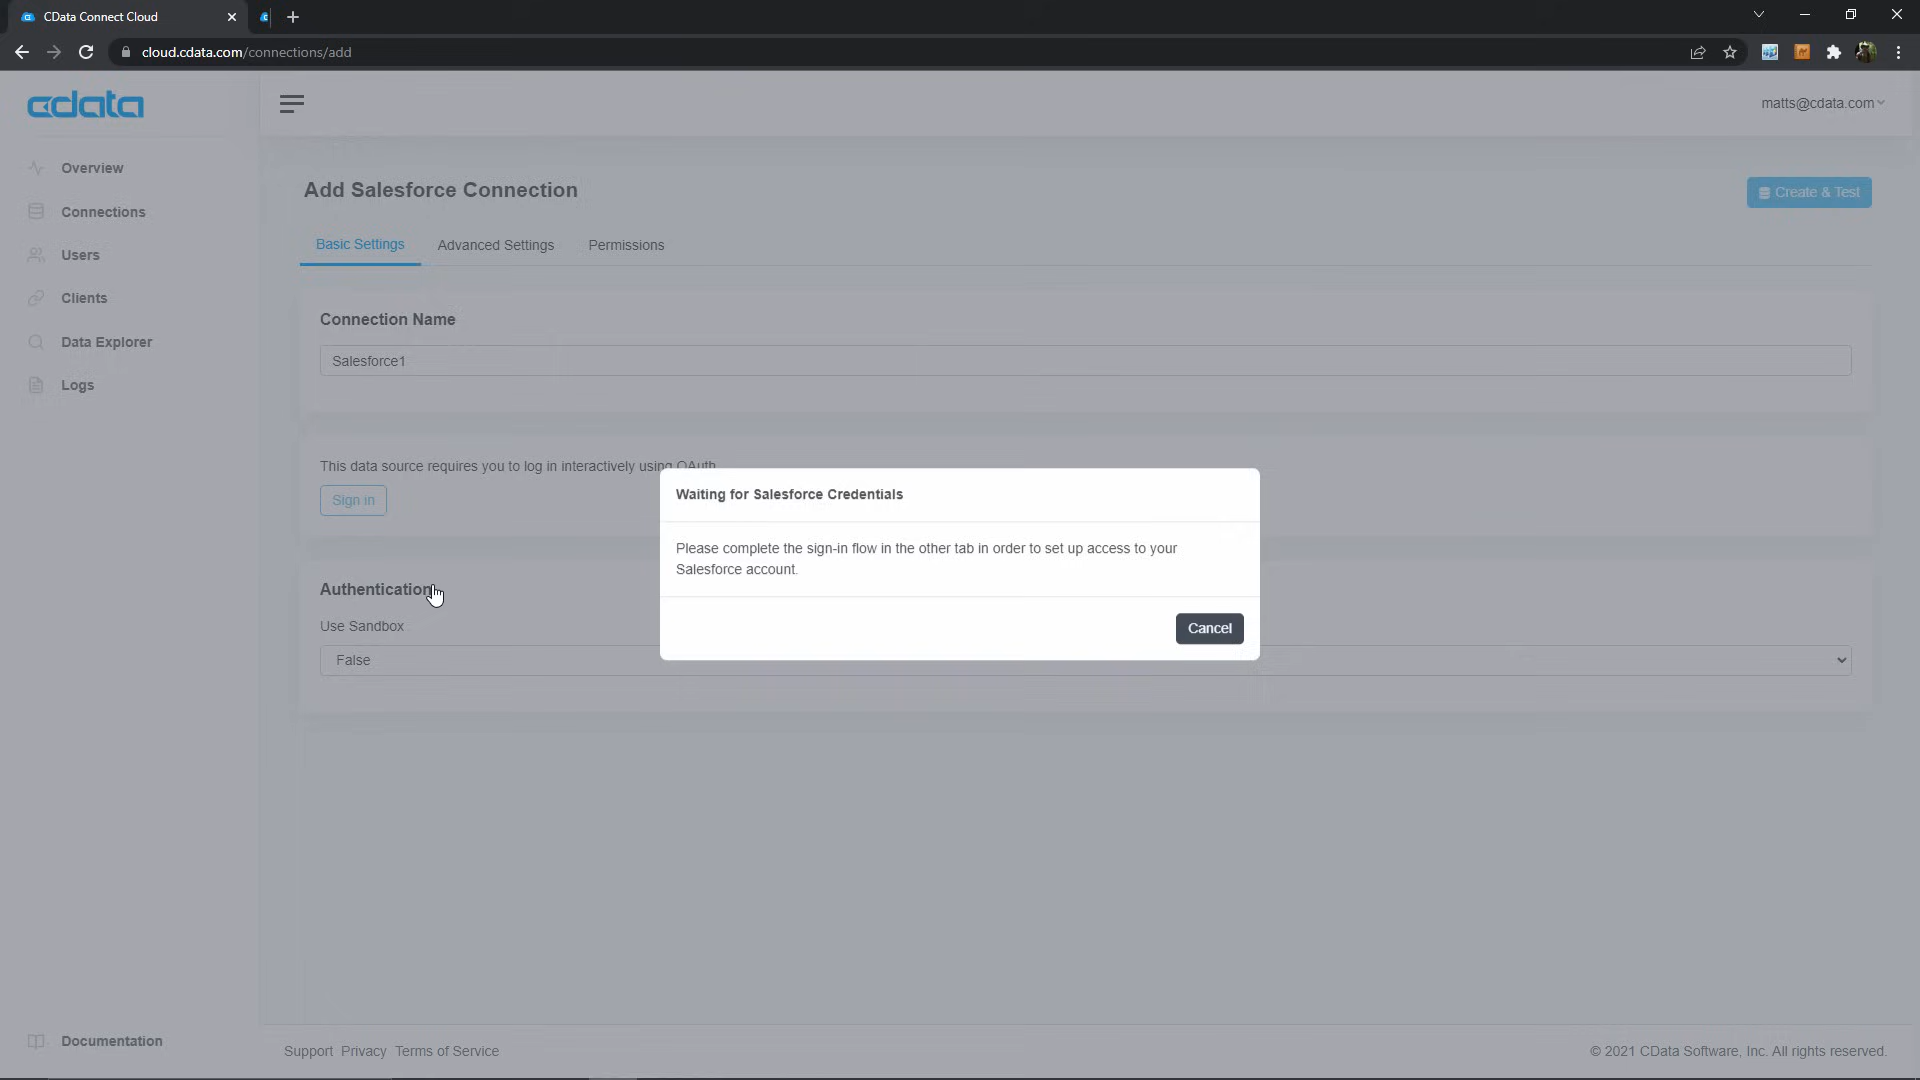 CData Connect Cloud
cloud.cdata.com/connections/add
cdata
matts@cdata.com
Overview
Connections
Users
Clients
Data Explorer
Logs
Documentation
Add Salesforce Connection
Create & Test
Basic Settings
Advanced Settings
Permissions
Connection Name
Salesforce1
This data source requires you to log in interactively using OAuth
Sign in
Authentication
Use Sandbox
False
Waiting for Salesforce Credentials
Please complete the sign-in flow in the other tab in order to set up access to your
Salesforce account.
Cancel
Support Privacy Terms of Service
© 2021 CData Software, Inc. All rights reserved.